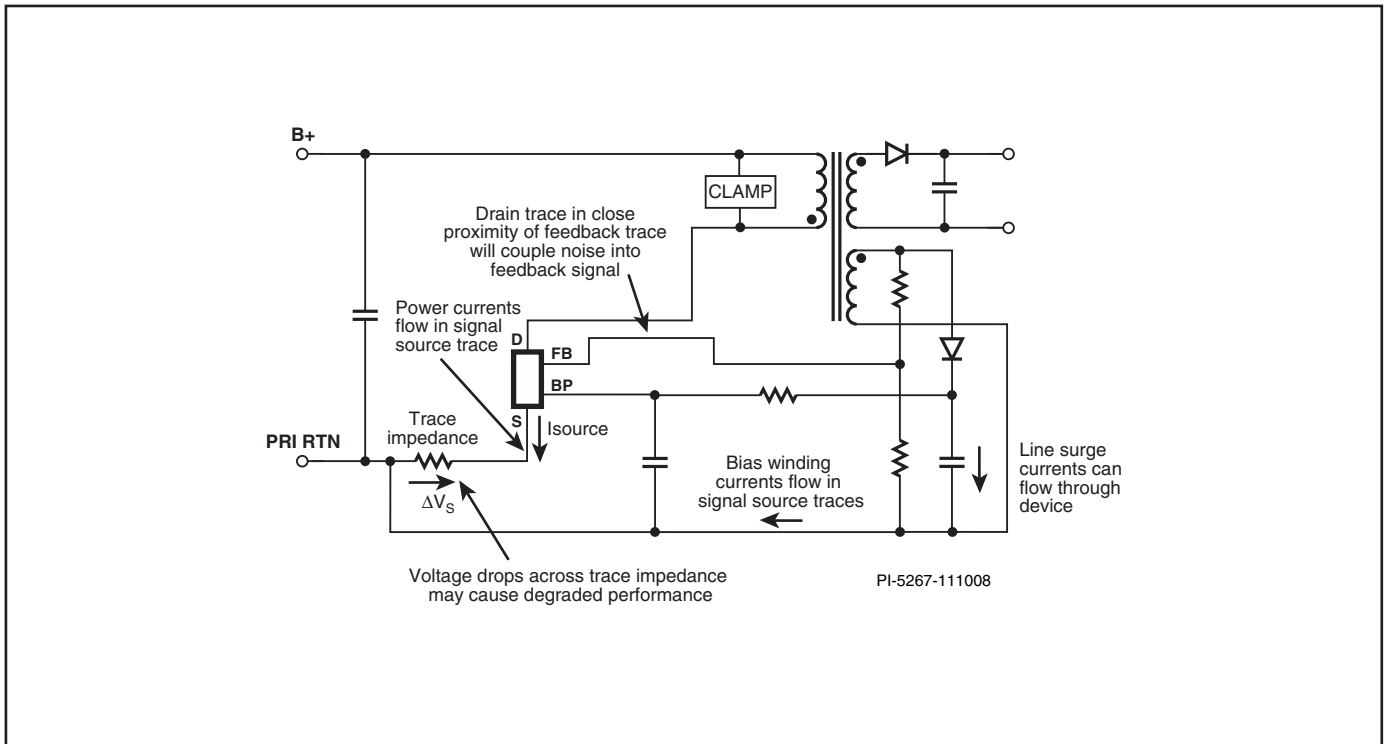 B+
CLAMP
Drain trace in close
proximity of feedback trace
will couple noise into
feedback signal
Power currents
flow in signal
source trace
D
FB
BP
S
Isource
Trace
impedance
PRI RTN
ΔVS
Bias winding
currents flow in
signal source traces
Line surge
currents can
flow through
device
Voltage drops across trace impedance
may cause degraded performance
PI-5267-111008